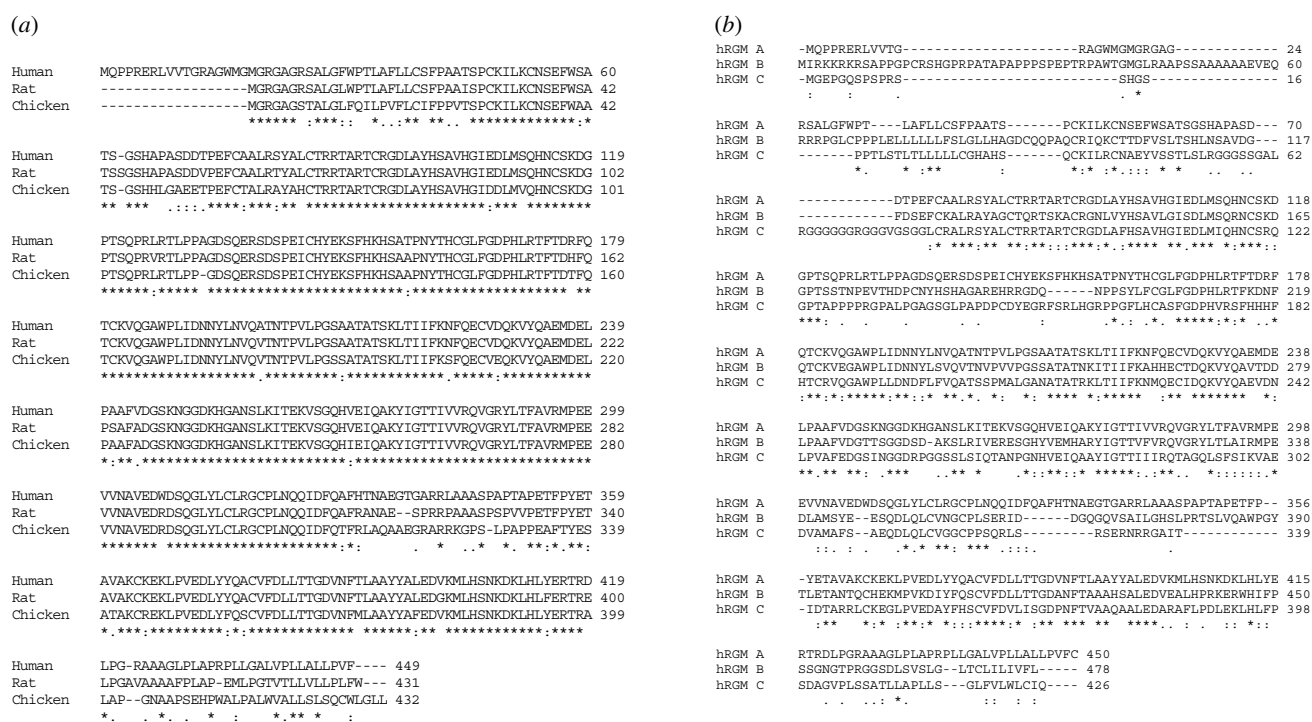 (a)
Human MQPPRERLVVTGRAGWMGMGRGAGRSALGFWPTLAFLLCSFPAATSPCKILKCNSEFWSA 60
Rat ------------------MGRGAGRSALGLWPTLAFLLCSFPAAISPCKILKCNSEFWSA 42
Chicken ------------------MGRGAGSTALGLFQILPVFLCIFPPVTSPCKILKCNSEFWAA 42
****** :***:: *..:** **.. *************:*
Human TS-GSHAPASDDTPEFCAALRSYALCTRRTARTCRGDLAYHSAVHGIEDLMSQHNCSKDG 119
Rat TSSGSHAPASDDVPEFCAALRTYALCTRRTARTCRGDLAYHSAVHGIEDLMSQHNCSKDG 102
Chicken TS-GSHHLGAEETPEFCTALRAYAHCTRRTARTCRGDLAYHSAVHGIDDLMVQHNCSKDG 101
** *** .:::.****:***:** **********************:*** ********
Human PTSQPRLRTLPPAGDSQERSDSPEICHYEKSFHKHSATPNYTHCGLFGDPHLRTFTDRFQ 179
Rat PTSQPRVRTLPPAGDSQERSDSPEICHYEKSFHKHSAAPNYTHCGLFGDPHLRTFTDHFQ 162
Chicken PTSQPRLRTLPP-GDSQERSDSPEICHYEKSFHKHSAAPNYTHCGLFGDPHLRTFTDTFQ 160
******:***** ************************:******************* **
Human TCKVQGAWPLIDNNYLNVQATNTPVLPGSAATATSKLTIIFKNFQECVDQKVYQAEMDEL 239
Rat TCKVQGAWPLIDNNYLNVQVTNTPVLPGSAATATSKLTIIFKNFQECVDQKVYQAEMDEL 222
Chicken TCKVQGAWPLIDNNYLNVQVTNTPVLPGSSATATSKLTIIFKSFQECVEQKVYQAEMDEL 220
*******************.*********:************.*****:***********
Human PAAFVDGSKNGGDKHGANSLKITEKVSGQHVEIQAKYIGTTIVVRQVGRYLTFAVRMPEE 299
Rat PSAFADGSKNGGDKHGANSLKITEKVSGQHVEIQAKYIGTTIVVRQVGRYLTFAVRMPEE 282
Chicken PAAFADGSKNGGDKHGANSLKITEKVSGQHIEIQAKYIGTTIVVRQVGRYLTFAVRMPEE 280
*:**.*************************:*****************************
Human VVNAVEDWDSQGLYLCLRGCPLNQQIDFQAFHTNAEGTGARRLAAASPAPTAPETFPYET 359
Rat VVNAVEDRDSQGLYLCLRGCPLNQQIDFQAFRANAE--SPRRPAAASPSPVVPETFPYET 340
Chicken VVNAVEDRDSQGLYLCLRGCPLNQQIDFQTFRLAQAAEGRARRKGPS-LPAPPEAFTYES 339
******* *********************:*: . * ..* *. **:*.**:
Human AVAKCKEKLPVEDLYYQACVFDLLTTGDVNFTLAAYYALEDVKMLHSNKDKLHLYERTRD 419
Rat AVAKCKEKLPVEDLYYQACVFDLLTTGDVNFTLAAYYALEDGKMLHSNKDKLHLFERTRE 400
Chicken ATAKCREKLPVEDLYFQSCVFDLLTTGDVNFMLAAYYAFEDVKMLHSNKDKLHLYERTRA 399
*.***:*********:*:************* ******:** ************:****
Human LPG-RAAAGLPLAPRPLLGALVPLLALLPVF---- 449
Rat LPGAVAAAAFPLAP-EMLPGTVTLLVLLPLFW--- 431
Chicken LAP--GNAAPSEHPWALPALWVALLSLSQCWLGLL 432
*. . *. . * : *.** * :
(b)
hRGM A -MQPPRERLVVTG----------------------RAGWMGMGRGAG------------- 24
hRGM B MIRKKRKRSAPPGPCRSHGPRPATAPAPPPSPEPTRPAWTGMGLRAAPSSAAAAAAEVEQ 60
hRGM C --MGEPGQSPSPRS---------------------------SHGS--------------- 16
: : . . *
hRGM A RSALGFWPT---LAFLLCSFPAATS-----PCKILKCNSEFWSATSGSHAPASD------ 70
hRGM B RRRPGLCPPPLELLLLLLFSLGLLHAGDCQQPAQCRIQKCTTDFVSLTSHLNSAVDG--- 117
hRGM C -------PPTLSTLTLLLLLCGHAHS-----QCKILRCNAEYVSSTLSLRGGGSSGAL 62
*. * :** : *:*.::: * .. ..
hRGM A ------------DTPEFCAALRSYALCTRRTARTCRGDLAYHSAVHGIEDLMSQHNCSKD 118
hRGM B ------------FDSEFCKALRAYAGCTQRTSKACRGNLVYHSAVLGISDLMSQRNCSKD 165
hRGM C RGGGGGGRGGGVGSGGLCRALRSYALCTRRTARTCRGDLAFHSAVHGIEDLMIQHNCSRQ 122
:* ***:** **:**:::***:*.:**** **.*** *:***::
hRGM A GPTSQPRLRTLPPAGDSQERSDSPEICHYEKSFHKHSATPNYTHCGLFGDPHLRTFTDRF 178
hRGM B GPTSSTNPEVTHDPCNYHSHAGAREHRRGDQ-----NPPSYLFCGLFGDPHLRTFKDNF 219
hRGM C GPTAPPPPRGPALPGAGSGLPAPDPCDYEGRFSRLHGRPPGFLHCASFGDPHVRSFHHHF 182
***: . . . . : .* : .*. *****:*:* ..*
hRGM A QTCKVQGAWPLIDNNYLNVQATNTPVLPGSAATATSKLTIIFKNFQECVDQKVYQAEMDE 238
hRGM B QTCKVEGAWPLIDNNYLSVQVTNVPVVPGSSATATNKITIIFKAHHECTDQKVYQAVTDD 279
hRGM C HTCRVQGAWPLLDNDFLFVQATSSPMALGANATATRKLTIIFKNMQECIDQKVYQAEVDN 242
:**:*:*****:**::* **.*. *: *: **** *:***** :** ******* *:
hRGM A LPAAFVDGSKNGGDKHGANSLKITEKVSGQHVEIQAKYIGTTIVVRQVGRYLTFAVRMPE 298
hRGM B LPAAFVDGTTSGGDSD-AKSLRIVERESGHYVEMHARYIGTTVFVRQVGRYLTLAIRMPE 338
hRGM C LPVAFEDGSINGGDRPGGSSLSIQTANPGNHVEIQAAYIGTTIIIRQTAGQLSFSIKVAE 302
**.** **: .*** ..** * .*::**::* *****:.:**.. *::::::.*
hRGM A EVVNAVEDWDSQGLYLCLRGCPLNQQIDFQAFHTNAEGTGARRLAAASPAPTAPETFP-- 356
hRGM B DLAMSYE--ESQDLQLCVNGCPLSERID------DGQGQVSAILGHSLPRTSLVQAWPGY 390
hRGM C DVAMAFS--AEQDLQLCVGGCPPSQRLS---------RSERNRRGAIT------------ 339
::. : . .*.* **: *** .:::. .
hRGM A -YETAVAKCKEKLPVEDLYYQACVFDLLTTGDVNFTLAAYYALEDVKMLHSNKDKLHLYE 415
hRGM B TLETANTQCHEKMPVKDIYFQSCVFDLLTTGDANFTAAAHSALEDVEALHPRKERWHIFP 450
hRGM C -IDTARRLCKEGLPVEDAYFHSCVFDVLISGDPNFTVAAQAALEDARAFLPDLEKLHLFP 398
:** *:* :**:* *:::****:* :** *** ** ****.. : . :: *::
hRGM A RTRDLPGRAAAGLPLAPRPLLGALVPLLALLPVFC 450
hRGM B SSGNGTPRGGSDLSVSLG--LTCLILIVFL----- 478
hRGM C SDAGVPLSSATLLAPLLS---GLFVLWLCIQ---- 426
. . .: *. :: : :